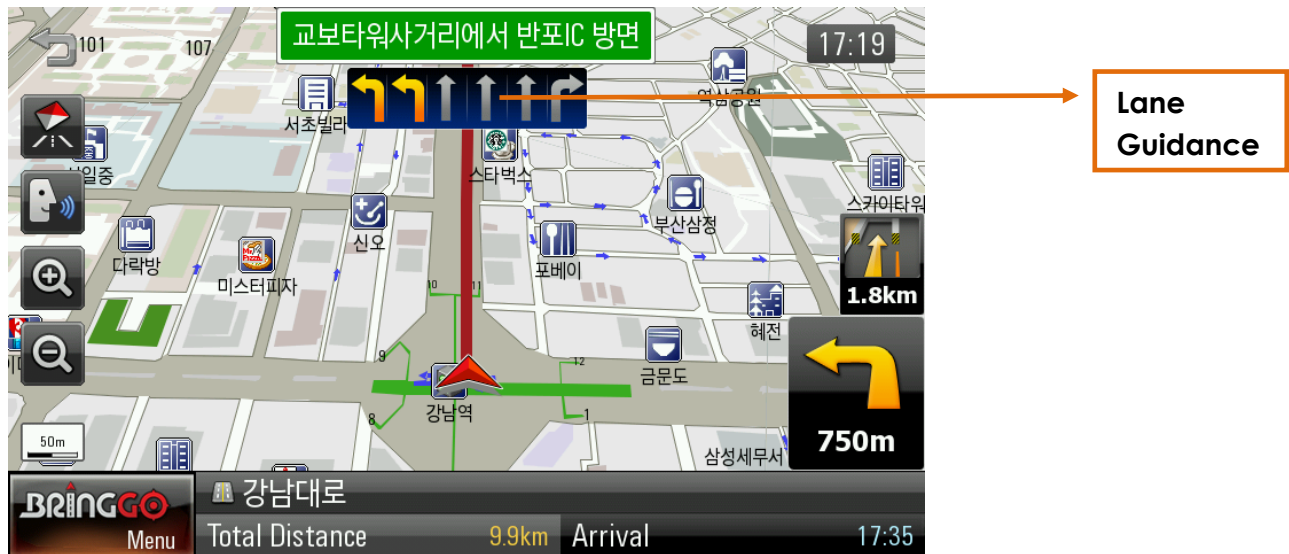 101
107
교보타워사거리에서 반포IC 방면
17:19
서초빌라
역삼공원
스타벅스
스카이타워
신오
부산삼정
다락방
미스터피자
Mr. Pizza
포베이
10
11
1.8km
혜전
9
12
금문도
강남역
8
1
750m
50m
삼성세무서
BRINGGO
Menu
강남대로
Total Distance 9.9km Arrival 17:35
Lane
Guidance